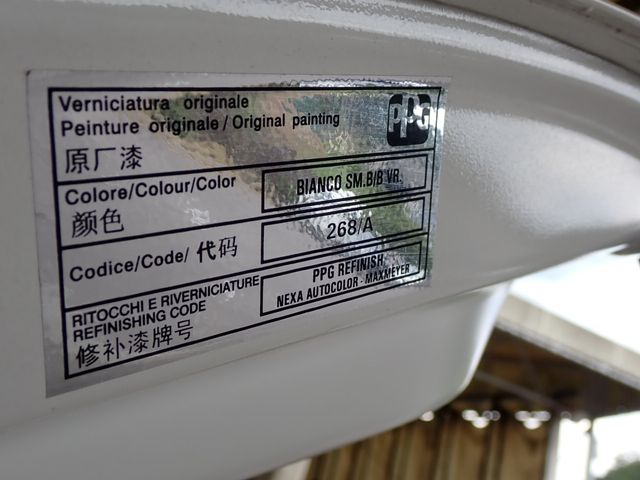 Verniciatura originale
Peinture originale / Original painting
PPG
原厂漆
Colore/Colour/Color
BIANCO SM.B/B VR.
颜色
Codice/Code/ 代码
268/A
RITOCCHI E RIVERNICIATURE
REFINISHING CODE
修补漆牌号
PPG REFINISH
NEXA AUTOCOLOR - MAXMEYER